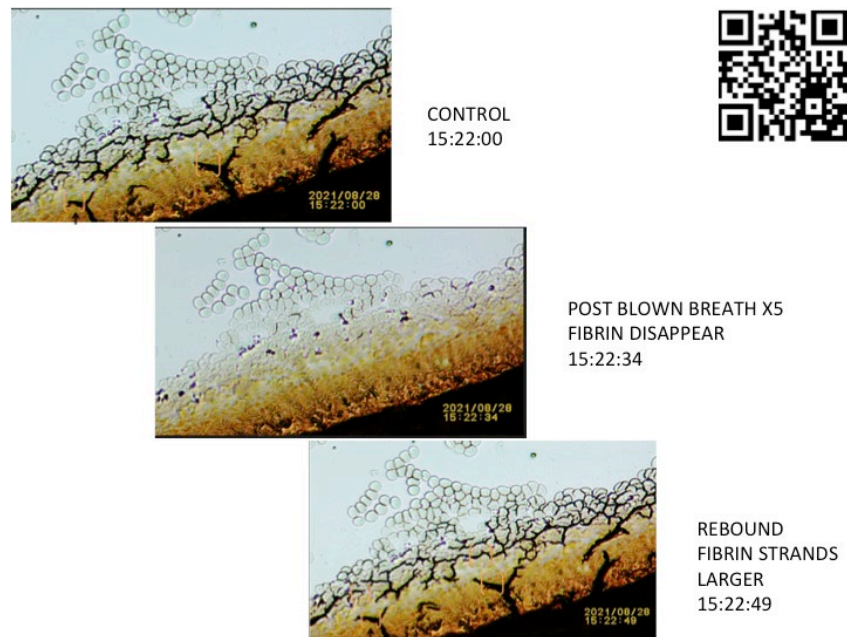 CONTROL
15:22:00
2021/08/28
15:22:00
POST BLOWN BREATH X5
FIBRIN DISAPPEAR
15:22:34
2021/08/28
15:22:34
REBOUND
FIBRIN STRANDS
LARGER
15:22:49
2021/08/28
15:22:49